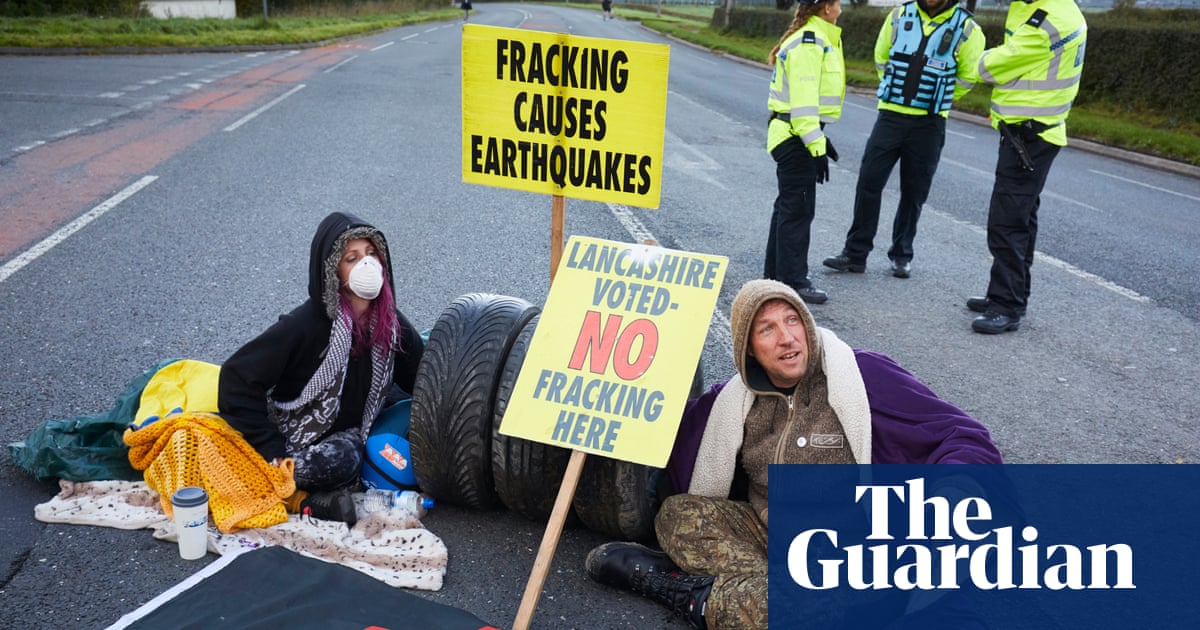 FRACKING
CAUSES
EARTHQUAKES
LANCASHIRE
VOTED-
NO
FRACKING
HERE
The
Guardian